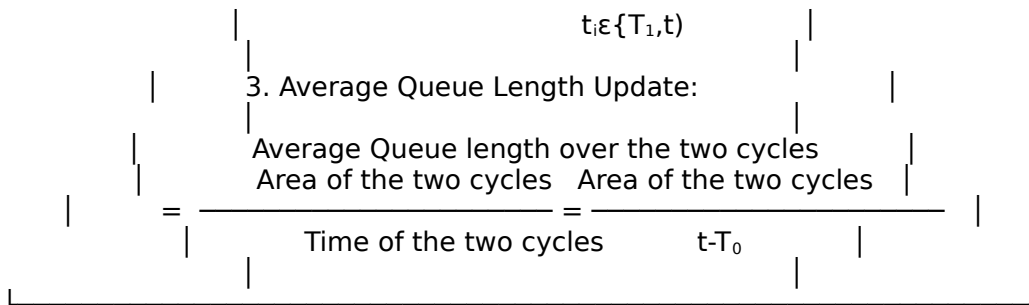 │ tᵢε{T₁,t) │
│ │
│ 3. Average Queue Length Update: │
│ │
│ Average Queue length over the two cycles │
│ Area of the two cycles Area of the two cycles │
│ = ────────────────── = ────────────────── │
│ Time of the two cycles t-T₀ │
│ │
└──────────────────────────────────────────────────